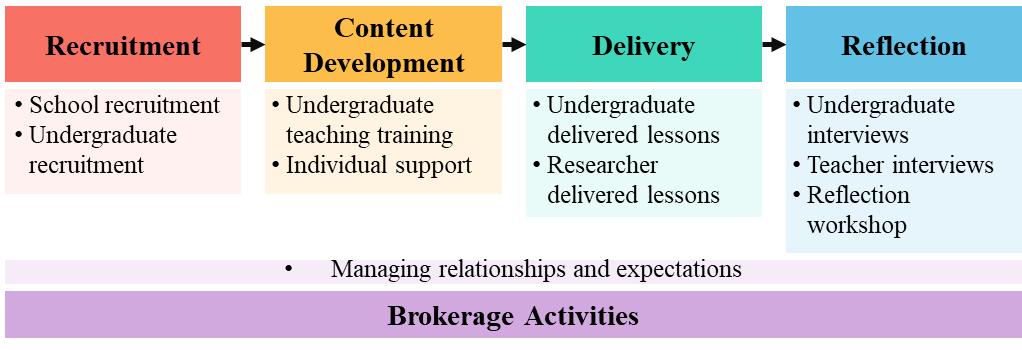 Recruitment
• School recruitment
• Undergraduate
recruitment
Content
Development
• Undergraduate
teaching training
• Individual support
Delivery
• Undergraduate
delivered lessons
• Researcher
delivered lessons
Reflection
• Undergraduate
interviews
• Teacher interviews
• Reflection
workshop
• Managing relationships and expectations
Brokerage Activities